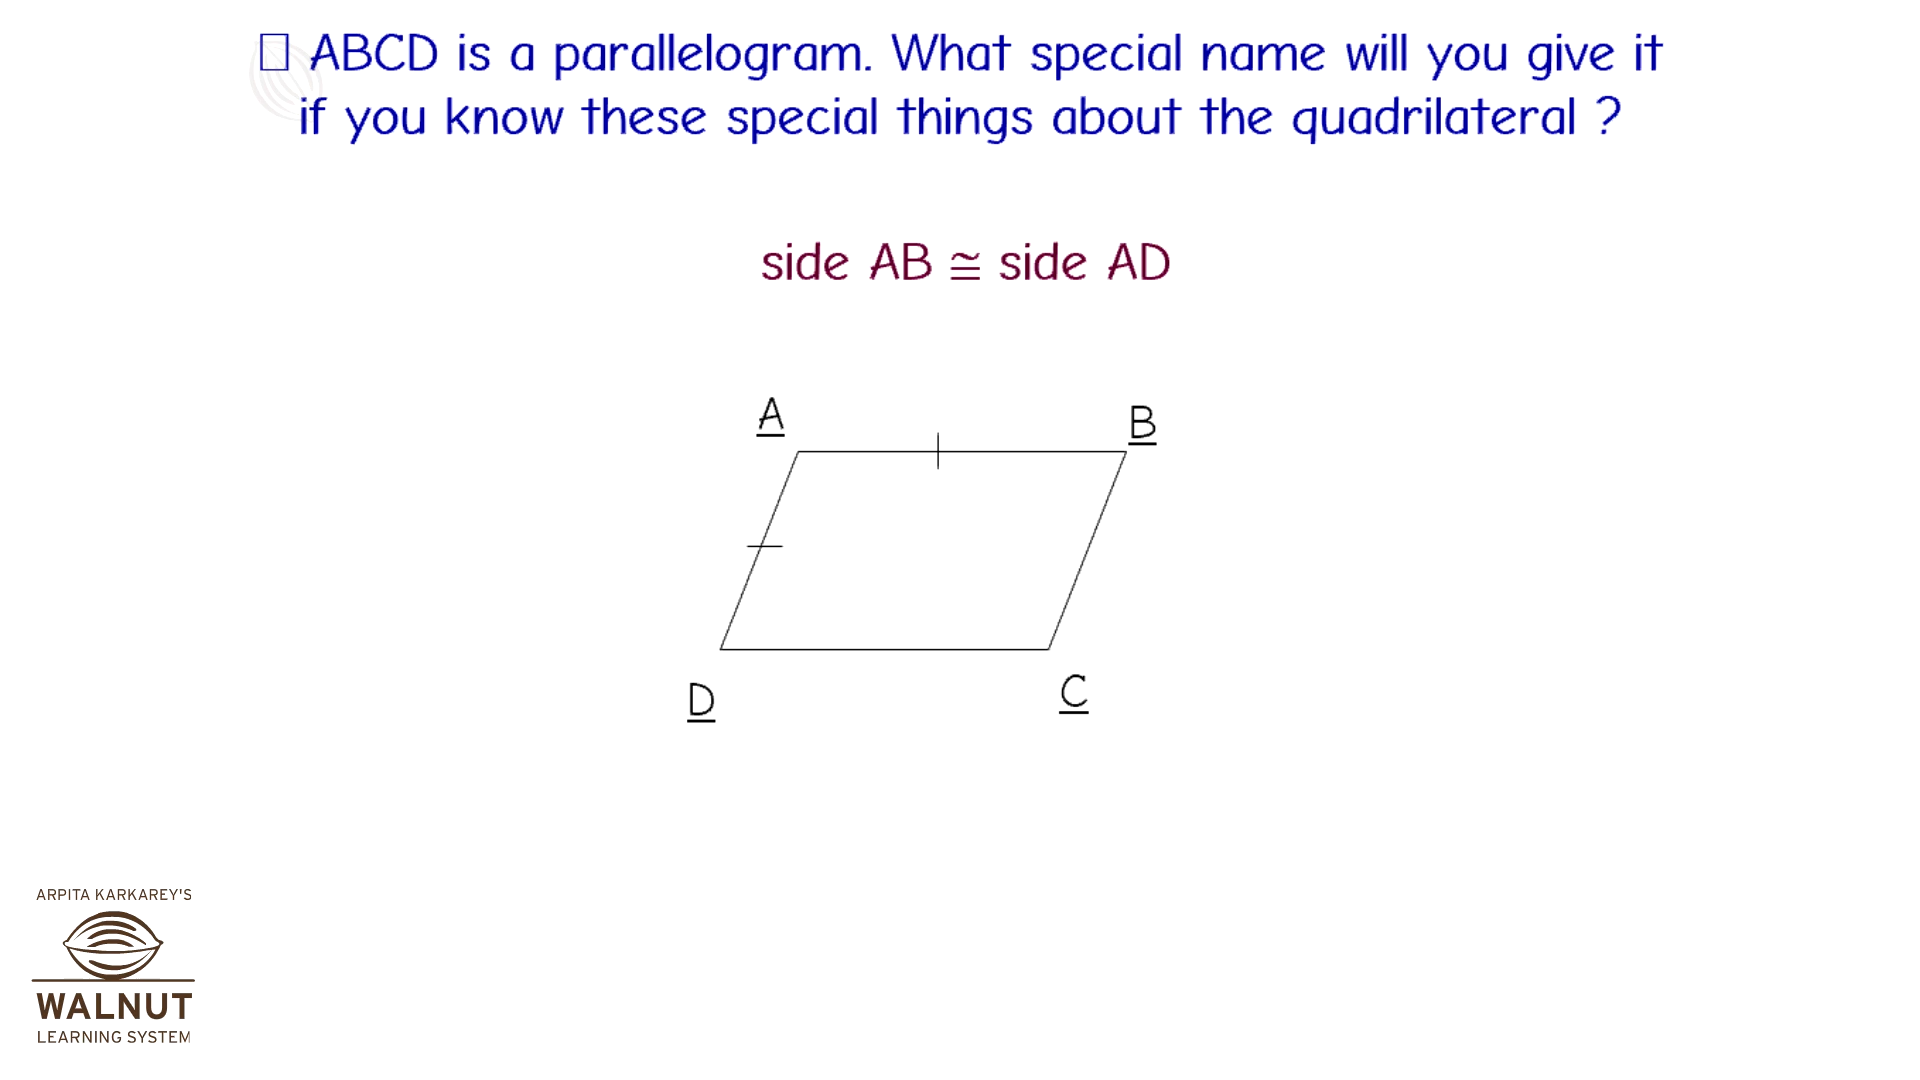 □ ABCD is a parallelogram. What special name will you give it
if you know these special things about the quadrilateral ?
side AB ≅ side AD
A
B
D
C
ARPITA KARKAREY'S
WALNUT
LEARNING SYSTEM